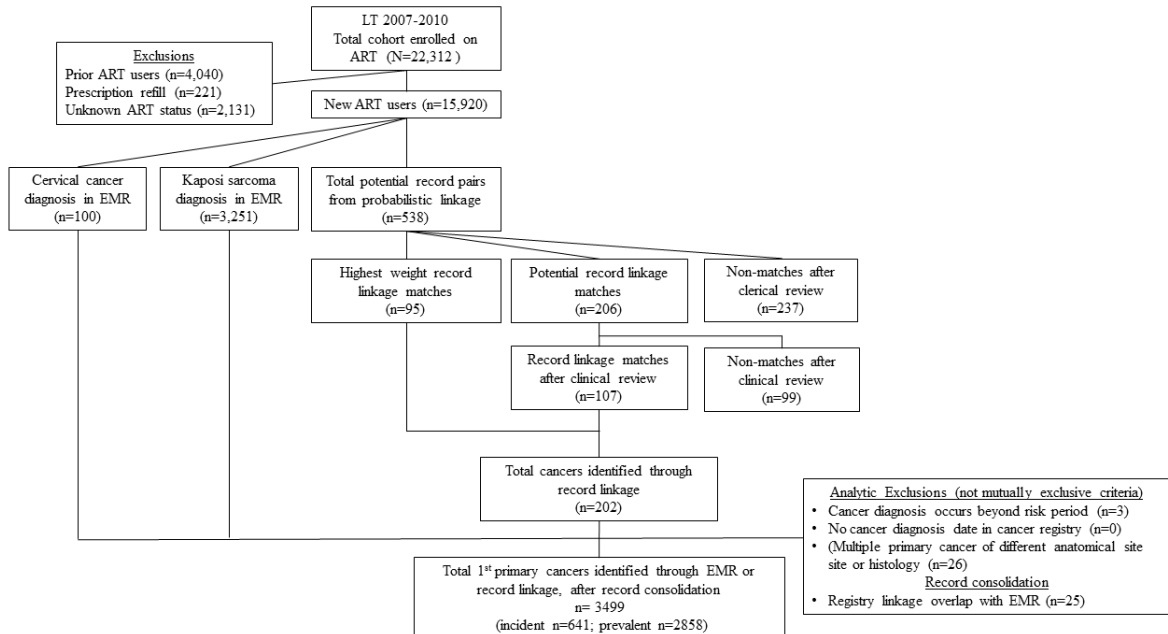 LT 2007-2010
Total cohort enrolled on
ART (N=22,312 )
Exclusions
Prior ART users (n=4,040)
Prescription refill (n=221)
Unknown ART status (n=2,131)
New ART users (n=15,920)
Cervical cancer
diagnosis in EMR
(n=100)
Kaposi sarcoma
diagnosis in EMR
(n=3,251)
Total potential record pairs
from probabilistic linkage
(n=538)
Highest weight record
linkage matches
(n=95)
Potential record linkage
matches
(n=206)
Non-matches after
clerical review
(n=237)
Record linkage matches
after clinical review
(n=107)
Non-matches after
clinical review
(n=99)
Total cancers identified through
record linkage
(n=202)
Analytic Exclusions (not mutually exclusive criteria)
• Cancer diagnosis occurs beyond risk period (n=3)
• No cancer diagnosis date in cancer registry (n=0)
• (Multiple primary cancer of different anatomical site
site or histology (n=26)
Record consolidation
• Registry linkage overlap with EMR (n=25)
Total 1st primary cancers identified through EMR or
record linkage, after record consolidation
n= 3499
(incident n=641; prevalent n=2858)